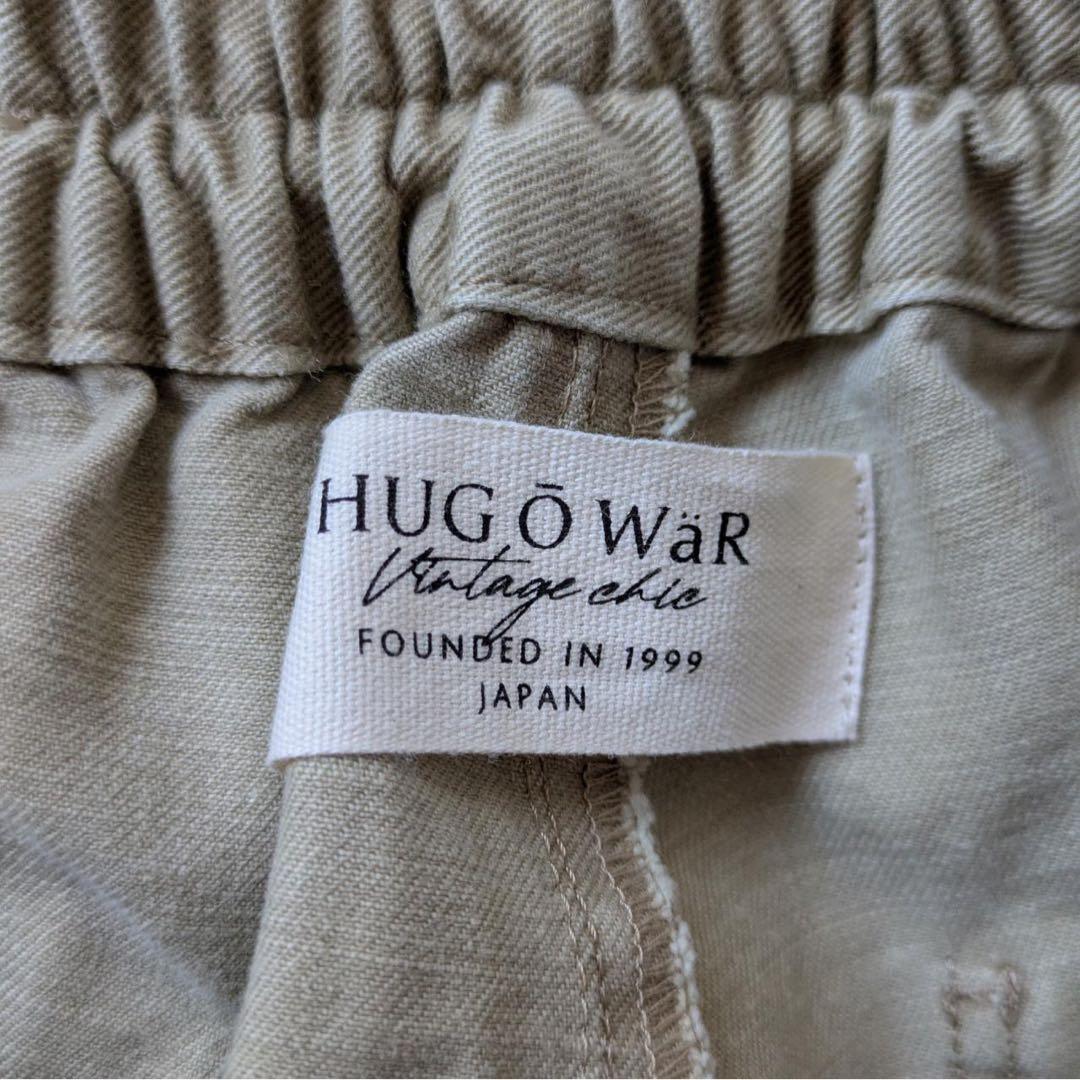 HUG Ō WäR
Vintage chic
FOUNDED IN 1999
JAPAN